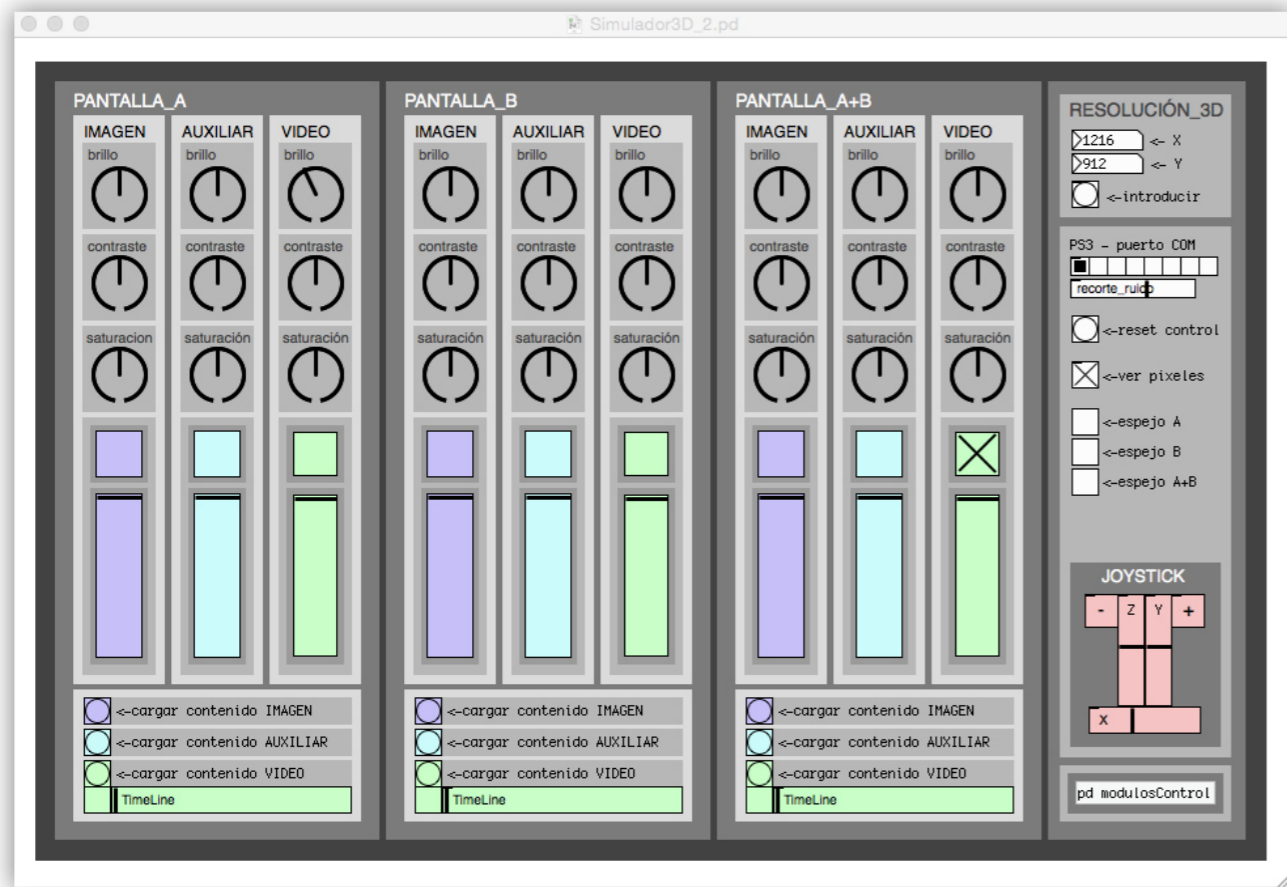 Simulador3D_2.pd
PANTALLA_A
IMAGEN AUXILIAR VIDEO
brillo brillo brillo
contraste contraste contraste
saturacion saturación saturación
<-cargar contenido IMAGEN
<-cargar contenido AUXILIAR
<-cargar contenido VIDEO
TimeLine
PANTALLA_B
IMAGEN AUXILIAR VIDEO
brillo brillo brillo
contraste contraste contraste
saturación saturación saturación
<-cargar contenido IMAGEN
<-cargar contenido AUXILIAR
<-cargar contenido VIDEO
TimeLine
PANTALLA_A+B
IMAGEN AUXILIAR VIDEO
brillo brillo brillo
contraste contraste contraste
saturación saturación saturación
<-cargar contenido IMAGEN
<-cargar contenido AUXILIAR
<-cargar contenido VIDEO
TimeLine
RESOLUCIÓN_3D
1216 <- X
912 <- Y
<-introducir
PS3 - puerto COM
recorte_ruido
<-reset control
<-ver pixeles
<-espejo A
<-espejo B
<-espejo A+B
JOYSTICK
- Z Y +
X
pd modulosControl